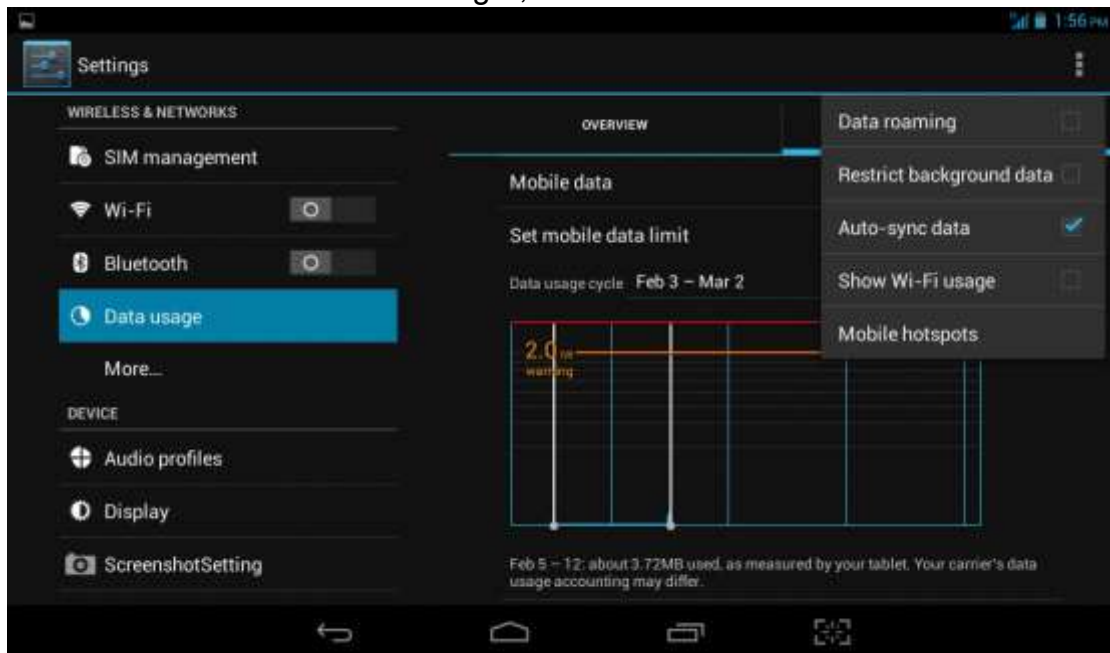 1:56 PM
Settings
WIRELESS & NETWORKS
SIM management
Wi-Fi
Bluetooth
Data usage
More...
DEVICE
Audio profiles
Display
ScreenshotSetting
OVERVIEW
Mobile data
Set mobile data limit
Data usage cycle Feb 3 – Mar 2
2.0
warning
Feb 5 – 12: about 3.72MB used, as measured by your tablet. Your carrier's data
usage accounting may differ.
Data roaming
Restrict background data
Auto-sync data
Show Wi-Fi usage
Mobile hotspots